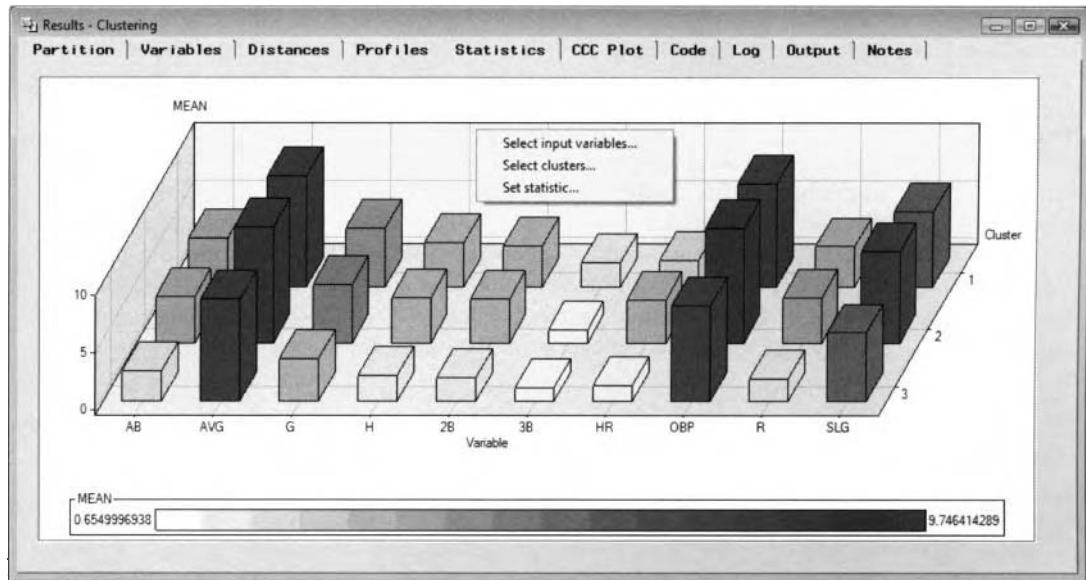 Results - Clustering
Partition Variables Distances Profiles Statistics CCC Plot Code Log Output Notes
MEAN
Select input variables...
Select clusters...
Set statistic...
Cluster
1
10
2
5
3
0
AB AVG G H 2B 3B HR OBP R SLG
Variable
MEAN
0.6549996938 9.746414289